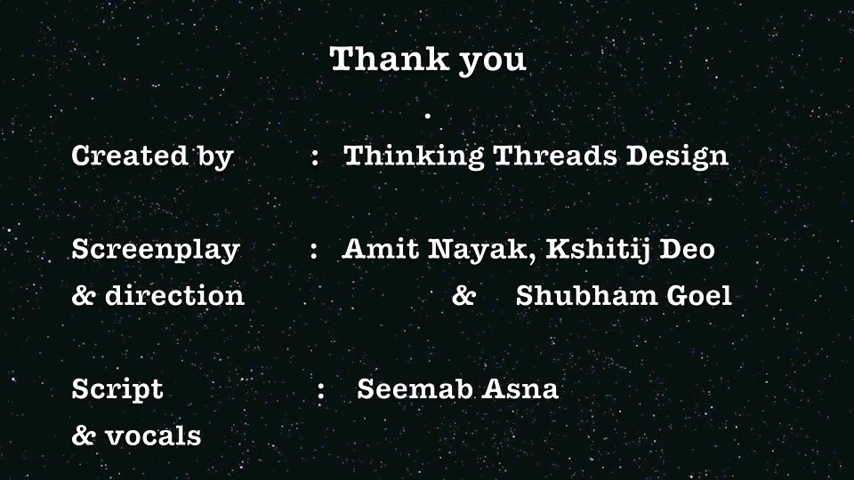 Thank you
.
Created by : Thinking Threads Design
Screenplay : Amit Nayak, Kshitij Deo
& direction & Shubham Goel
Script : Seemab Asna
& vocals